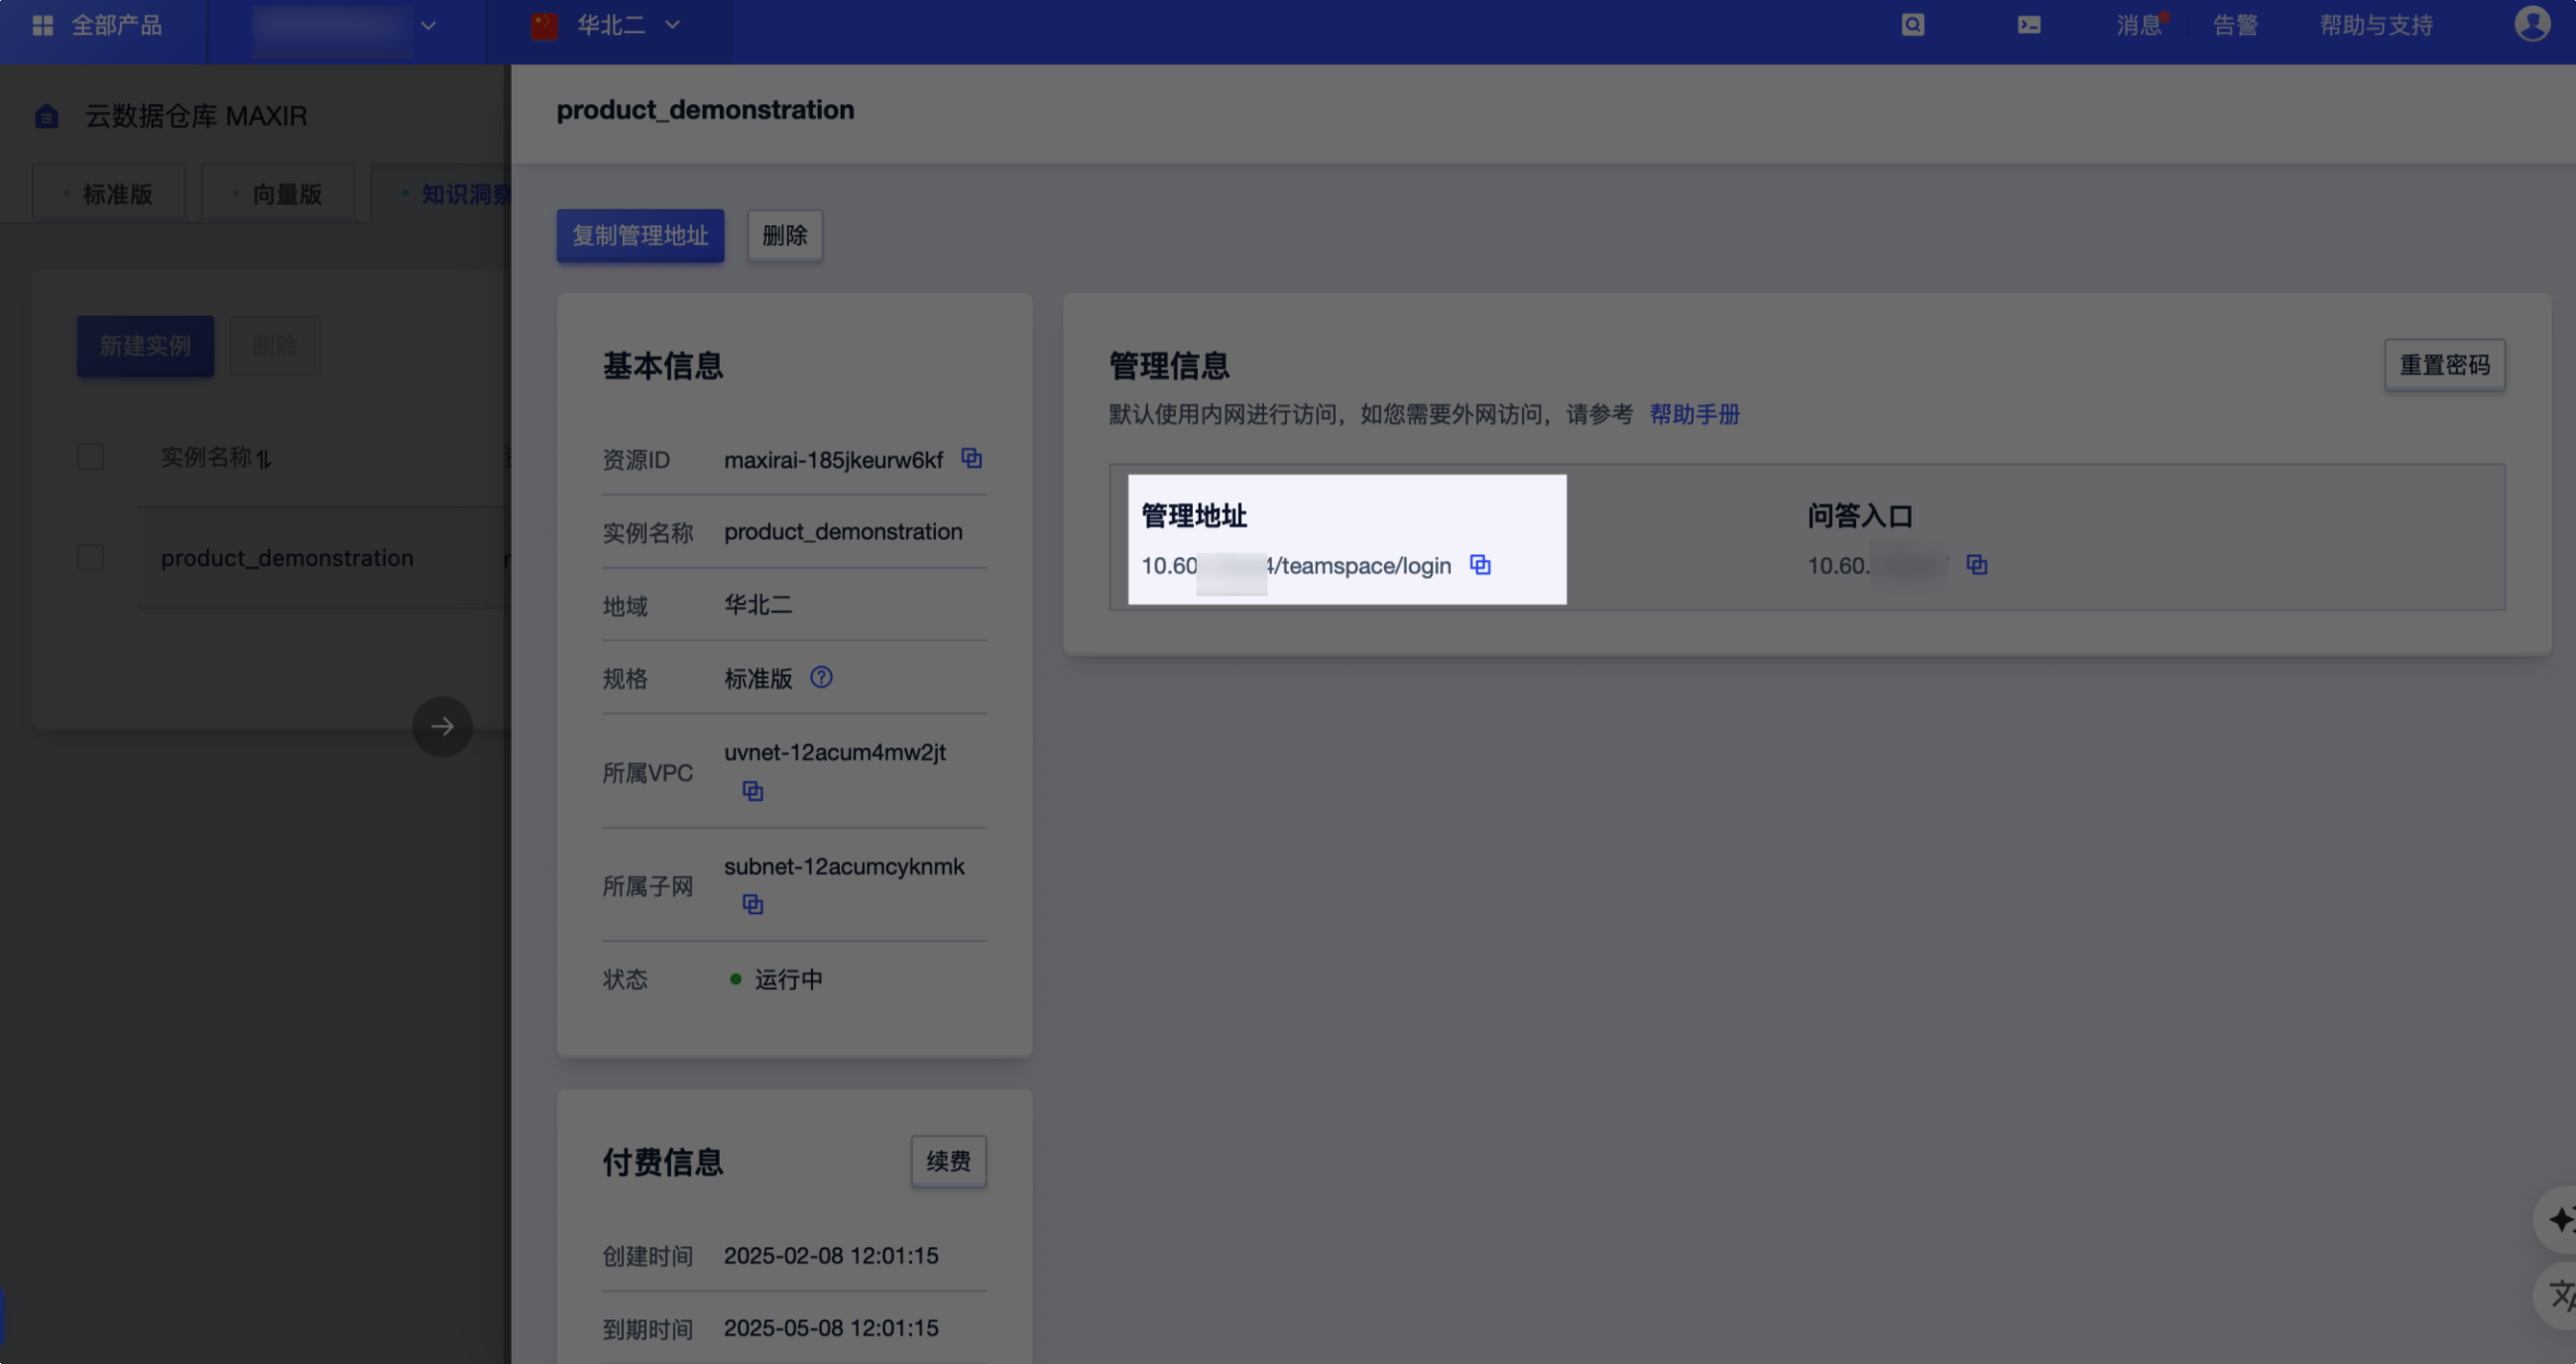 全部产品
华北二
消息
告警
帮助与支持
云数据仓库 MAXIR
标准版
向量版
知识洞察
新建实例
删除
实例名称
product_demonstration
product_demonstration
复制管理地址
删除
基本信息
资源ID maxirai-185jkeurw6kf
实例名称 product_demonstration
地域 华北二
规格 标准版
所属VPC uvnet-12acum4mw2jt
所属子网 subnet-12acumcyknmk
状态 运行中
付费信息
续费
创建时间 2025-02-08 12:01:15
到期时间 2025-05-08 12:01:15
管理信息
重置密码
默认使用内网进行访问，如您需要外网访问，请参考 帮助手册
管理地址
10.60 4/teamspace/login
问答入口
10.60.